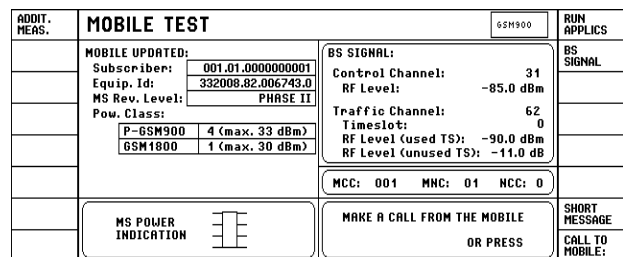 ADDIT.
MEAS.
MOBILE TEST
GSM900
RUN
APPLICS
MOBILE UPDATED:
Subscriber: 001.01.0000000001
Equip. Id: 332008.82.006743.0
MS Rev. Level: PHASE II
Pow. Class:
P-GSM900 4 (max. 33 dBm)
GSM1800 1 (max. 30 dBm)
BS SIGNAL:
Control Channel: 31
RF Level: -85.0 dBm
Traffic Channel: 62
Timeslot: 0
RF Level (used TS): -90.0 dBm
RF Level (unused TS): -11.0 dB
BS
SIGNAL
MCC: 001 MNC: 01 NCC: 0
MS POWER
INDICATION
MAKE A CALL FROM THE MOBILE
OR PRESS
SHORT
MESSAGE
CALL TO
MOBILE: